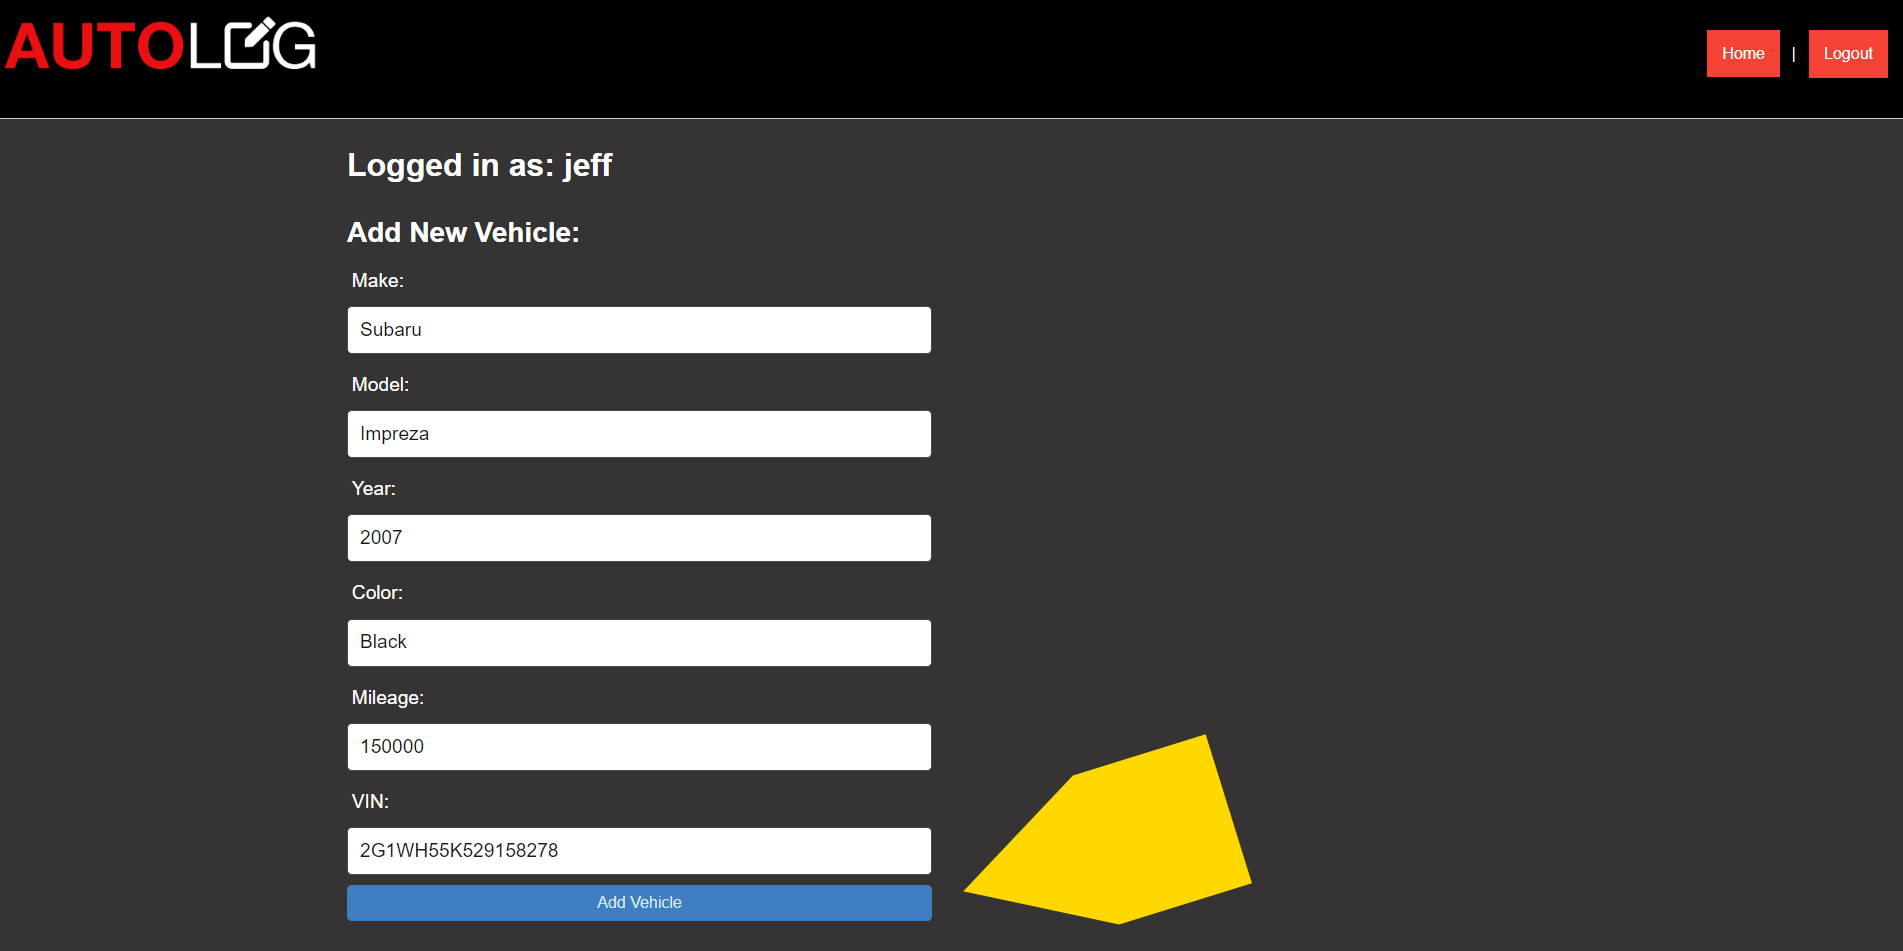 AUTOLOG
Home | Logout
Logged in as: jeff
Add New Vehicle:
Make:
Subaru
Model:
Impreza
Year:
2007
Color:
Black
Mileage:
150000
VIN:
2G1WH55K529158278
Add Vehicle